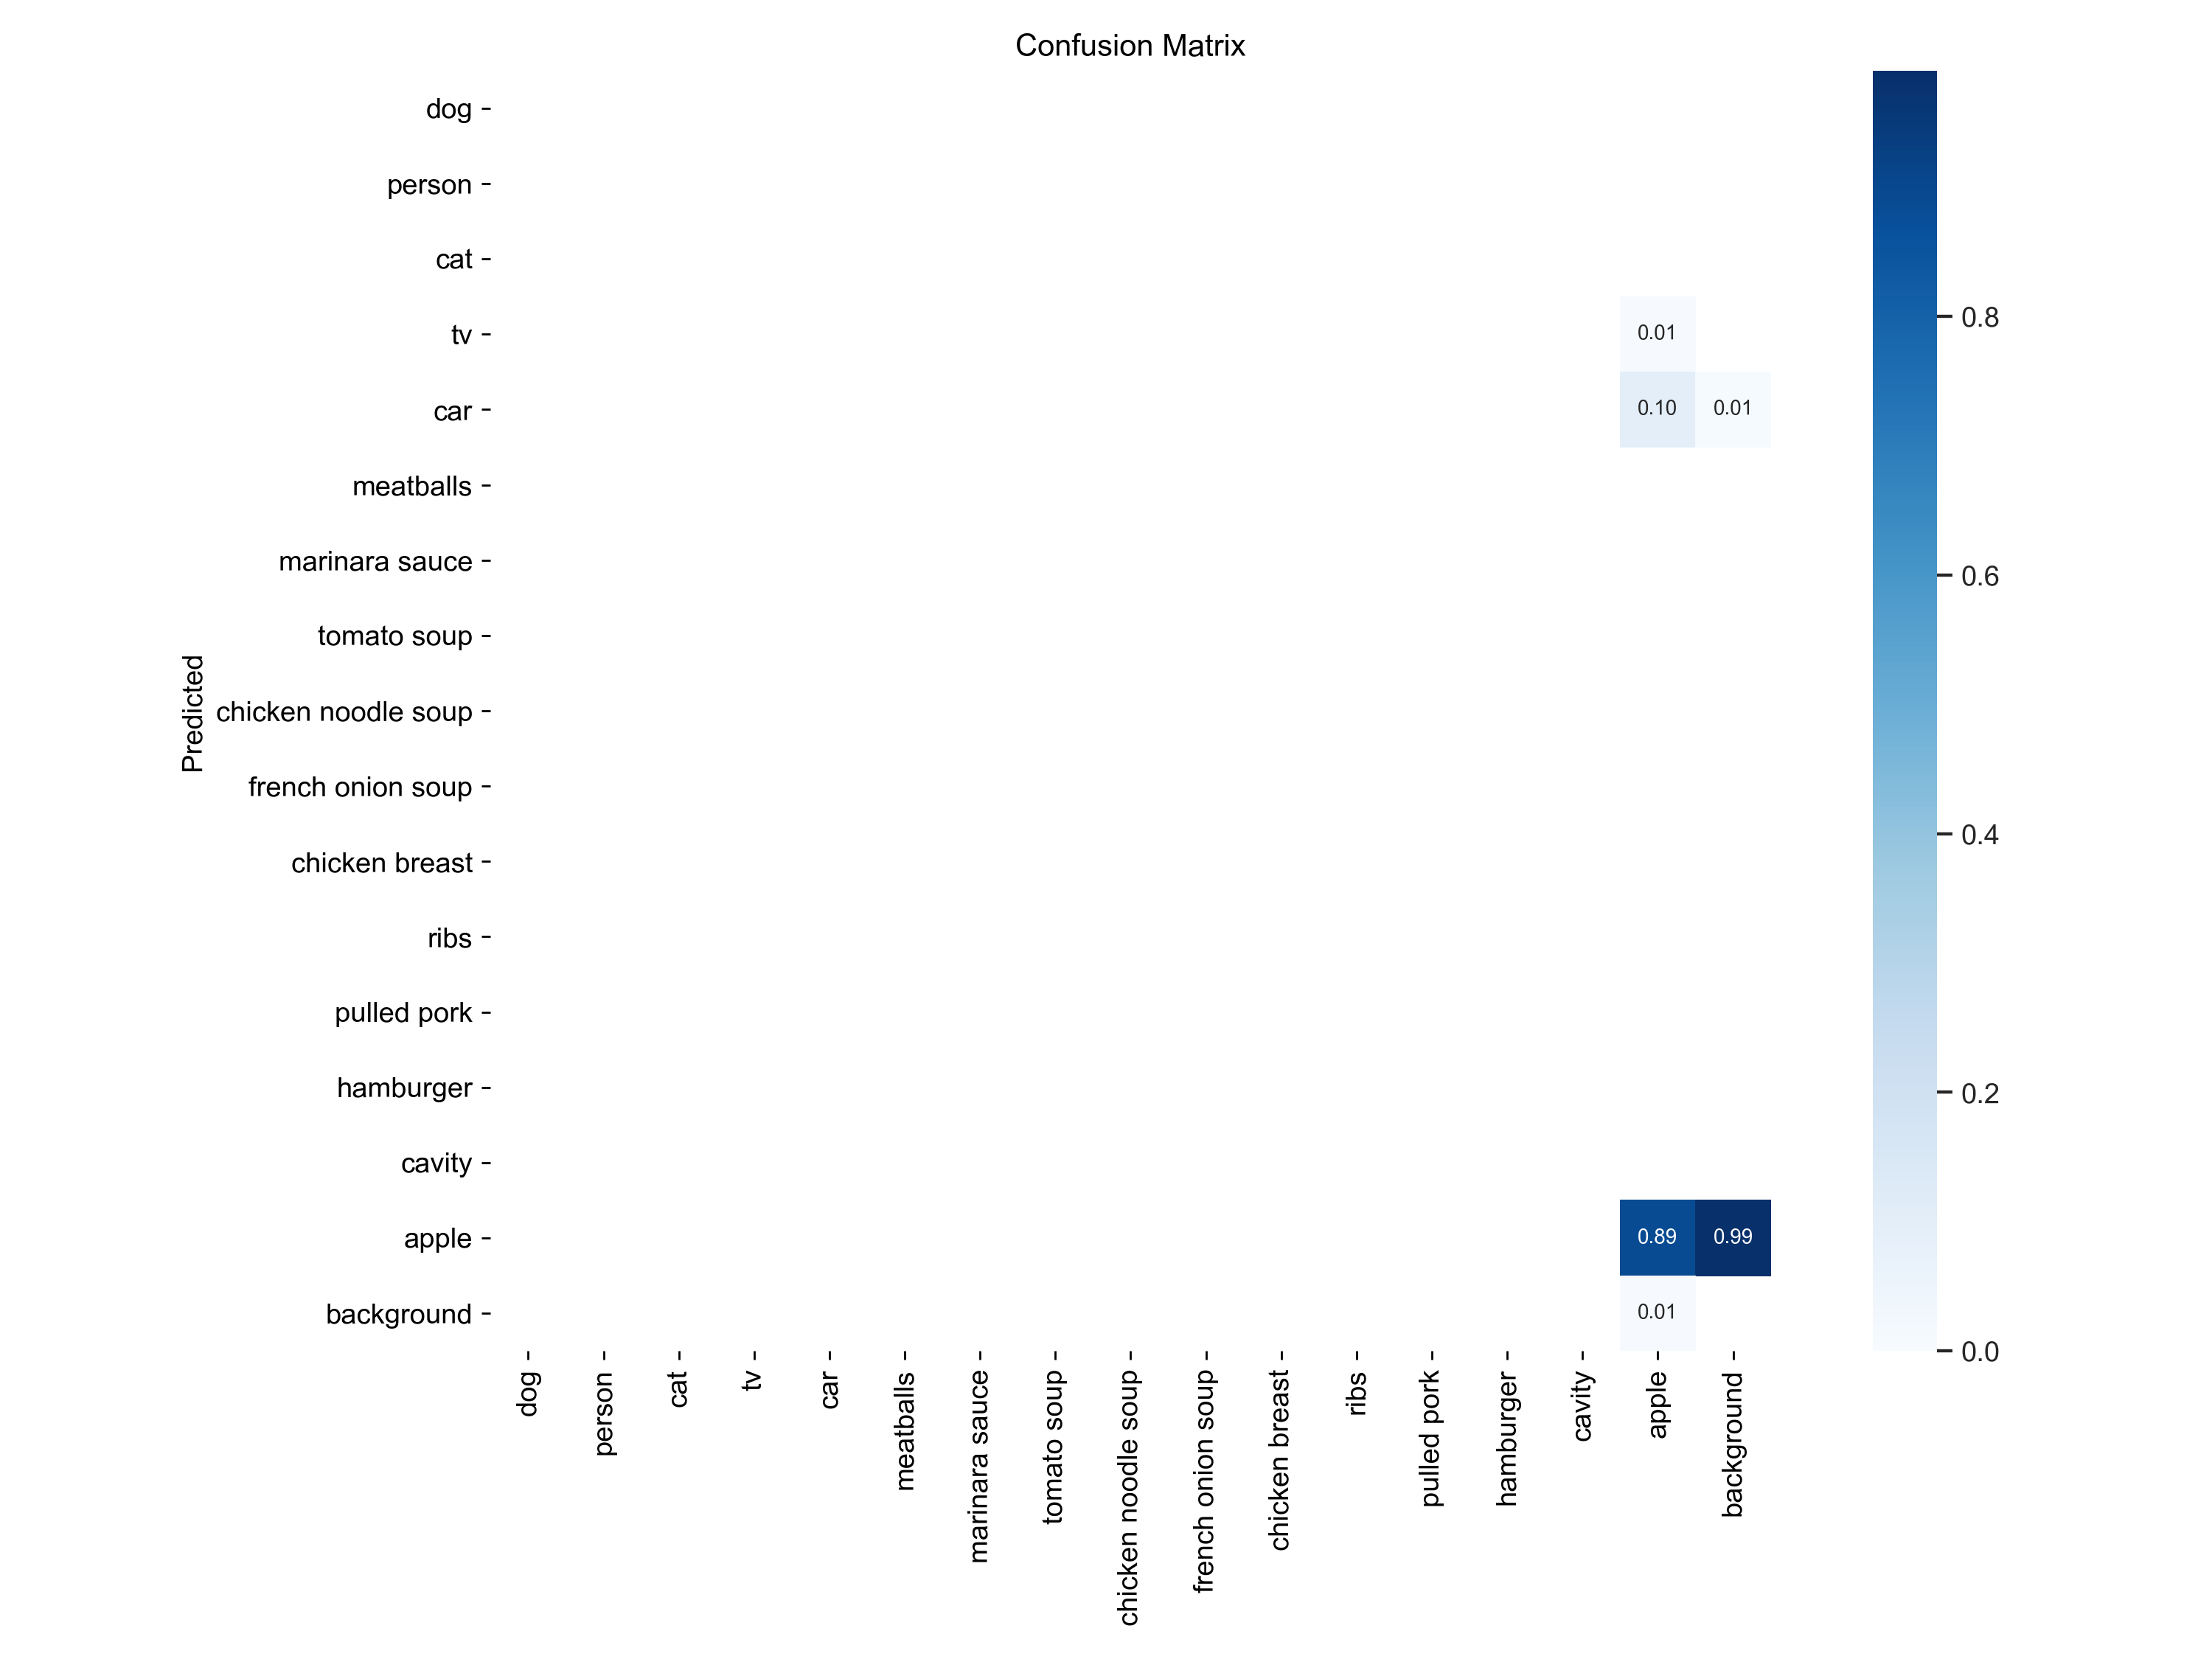 Confusion Matrix
Predicted
dog
person
cat
tv
car
meatballs
marinara sauce
tomato soup
chicken noodle soup
french onion soup
chicken breast
ribs
pulled pork
hamburger
cavity
apple
background
0.01
0.10 0.01
0.89 0.99
0.01
dog
person
cat
tv
car
meatballs
marinara sauce
tomato soup
chicken noodle soup
french onion soup
chicken breast
ribs
pulled pork
hamburger
cavity
apple
background
0.8
0.6
0.4
0.2
0.0